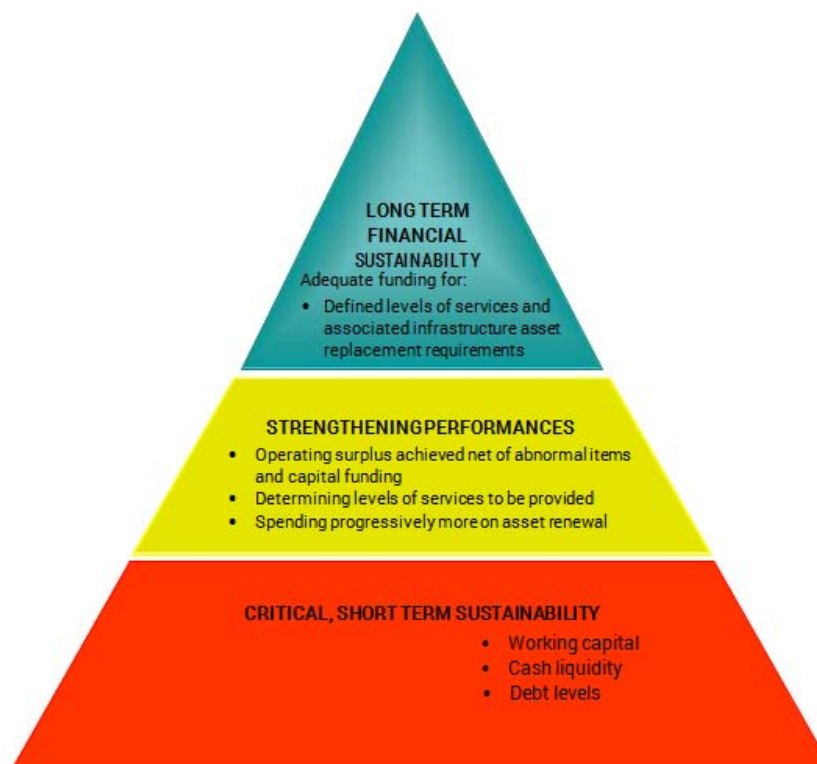 LONG TERM
FINANCIAL
SUSTAINABILTY
Adequate funding for:
• Defined levels of services and
associated infrastructure asset
replacement requirements
STRENGTHENING PERFORMANCES
• Operating surplus achieved net of abnormal items
and capital funding
• Determining levels of services to be provided
• Spending progressively more on asset renewal
CRITICAL, SHORT TERM SUSTAINABILITY
• Working capital
• Cash liquidity
• Debt levels